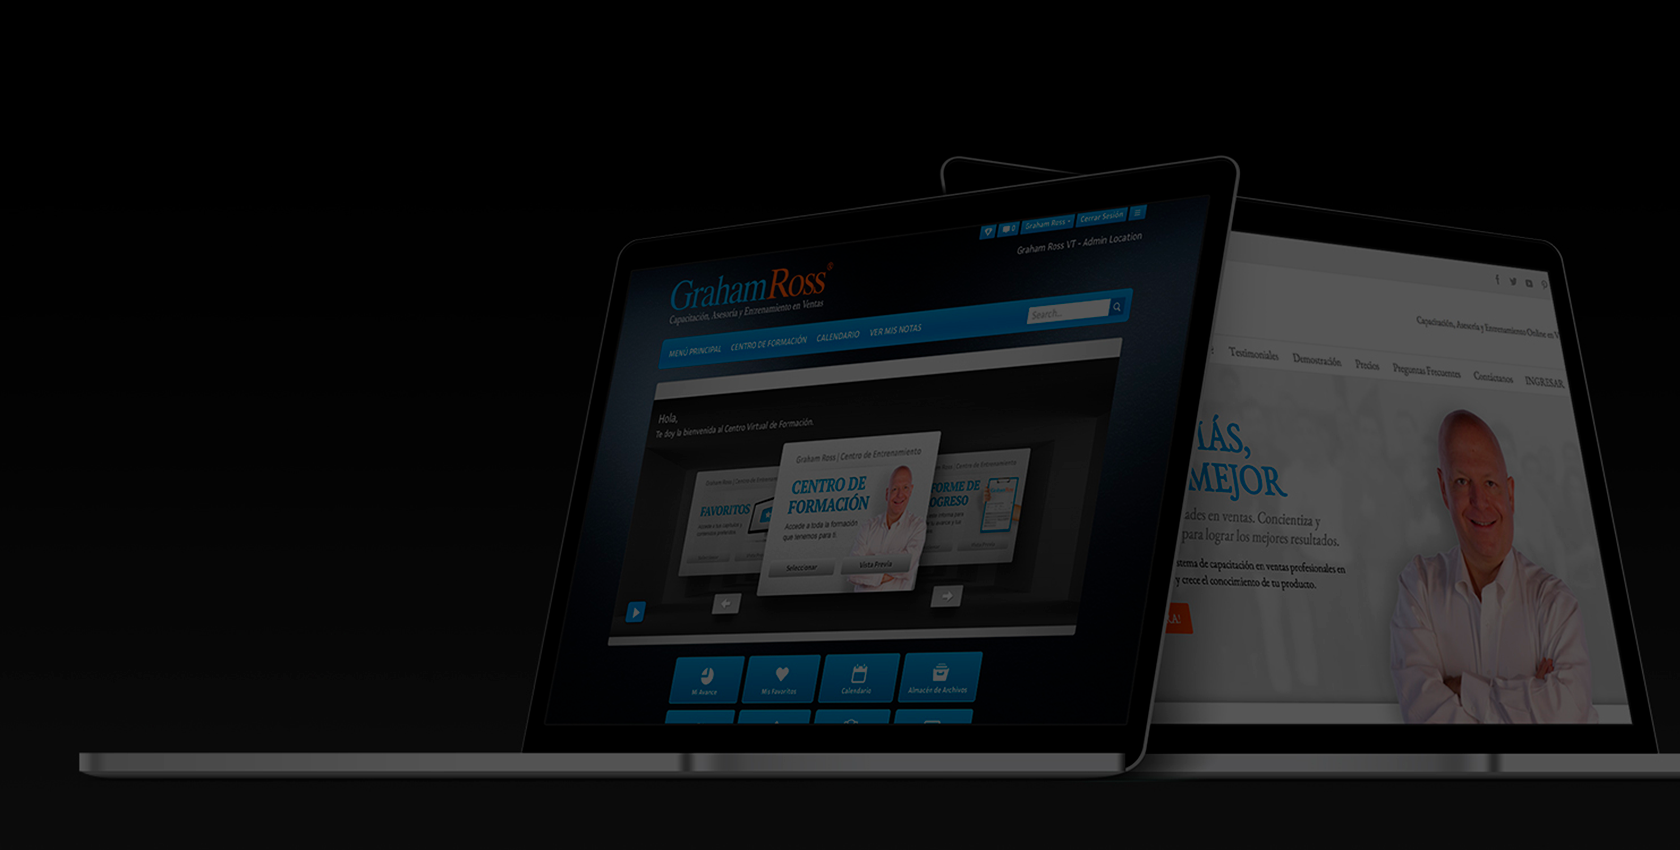 Graham Ross
Cerrar Sesión
Graham Ross VT - Admin Location
GrahamRoss®
Capacitación, Asesoría y Entrenamiento en Ventas
Search...
MENÚ PRINCIPAL CENTRO DE FORMACIÓN CALENDARIO VER MIS NOTAS
Hola,
Te doy la bienvenida al Centro Virtual de Formación.
FAVORITOS
Graham Ross | Centro de Entrenamiento
CENTRO DE
FORMACIÓN
Accede a toda la formación
que tenemos para ti.
Seleccionar Vista Previa
FORME DE
OGRESO
Mi Avance Mis Favoritos Calendario Almacén de Archivos
Capacitación, Asesoría y Entrenamiento Online en V
Testimoniales Demostración Precios Preguntas Frecuentes Contáctanos INGRESAR
MÁS,
MEJOR
ades en ventas. Concientiza y
para lograr los mejores resultados.
stema de capacitación en ventas profesionales en
y crece el conocimiento de tu producto.
RA!